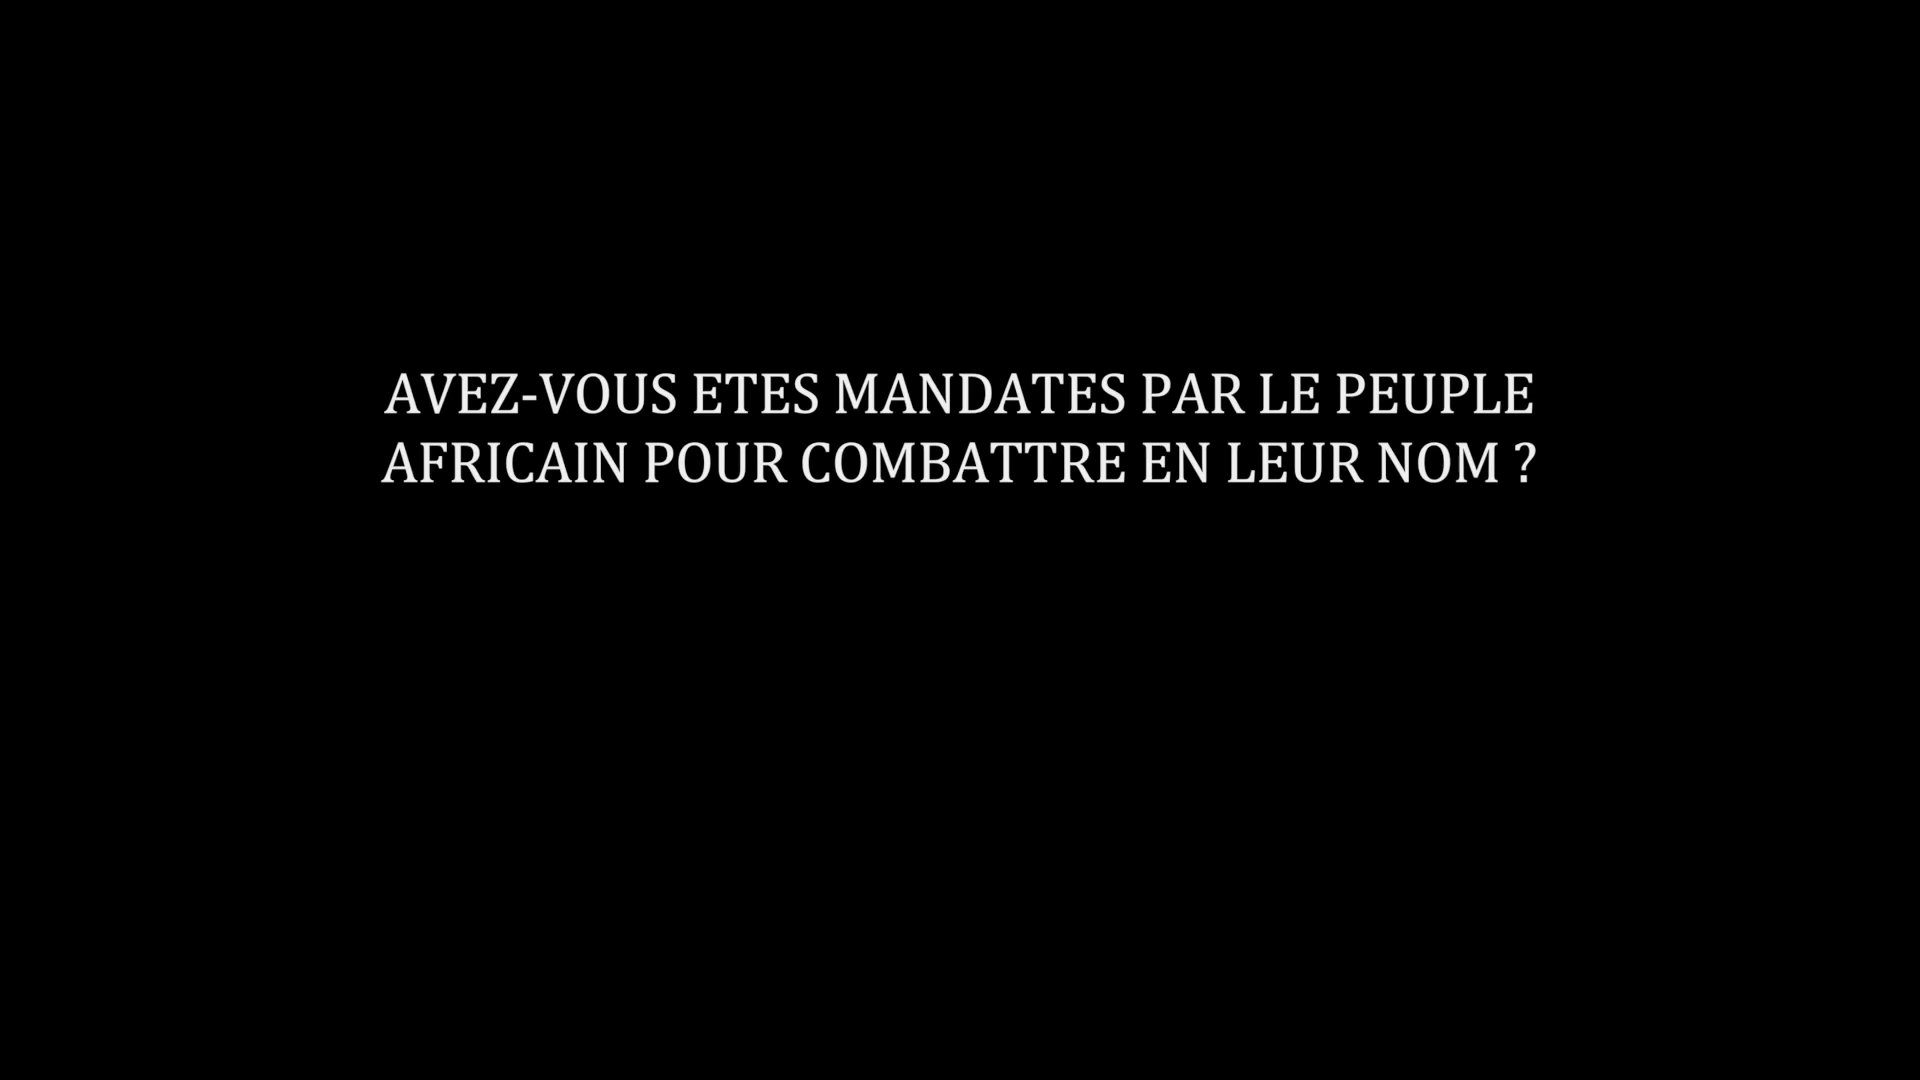 AVEZ-VOUS ETES MANDATES PAR LE PEUPLE
AFRICAIN POUR COMBATTRE EN LEUR NOM ?